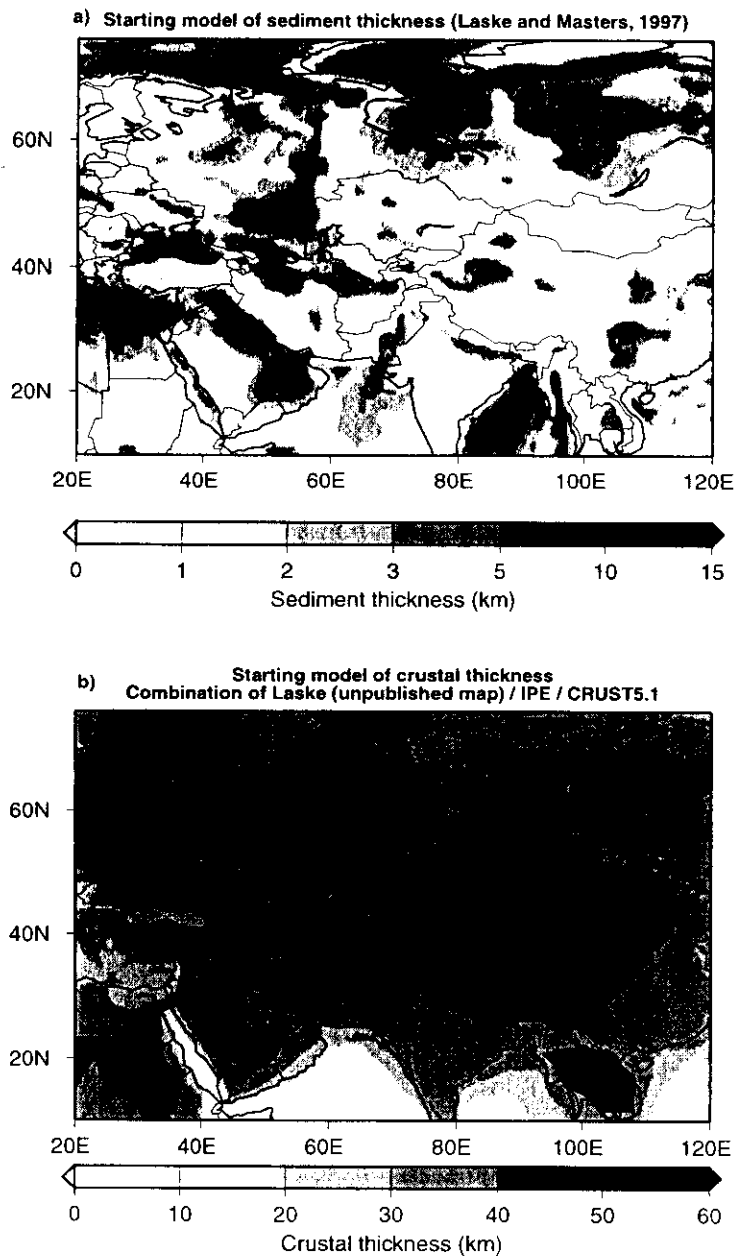 a) Starting model of sediment thickness (Laske and Masters, 1997)
60N
40N
20N
20E 40E 60E 80E 100E 120E
0 1 2 3 5 10 15
Sediment thickness (km)
b) Starting model of crustal thickness
Combination of Laske (unpublished map) / IPE / CRUST5.1
60N
40N
20N
20E 40E 60E 80E 100E 120E
0 10 20 30 40 50 60
Crustal thickness (km)